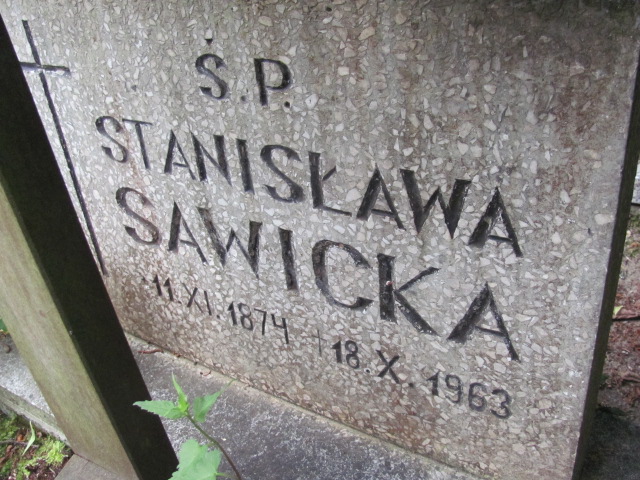 Ś.P.
STANISŁAWA
SAWICKA
* 11.XI.1874 † 18.X.1963